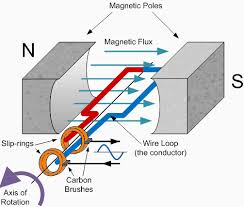 Magnetic Poles
N
Magnetic Flux
S
Slip-rings
Wire Loop
(the conductor)
Carbon
Brushes
Axis of
Rotation